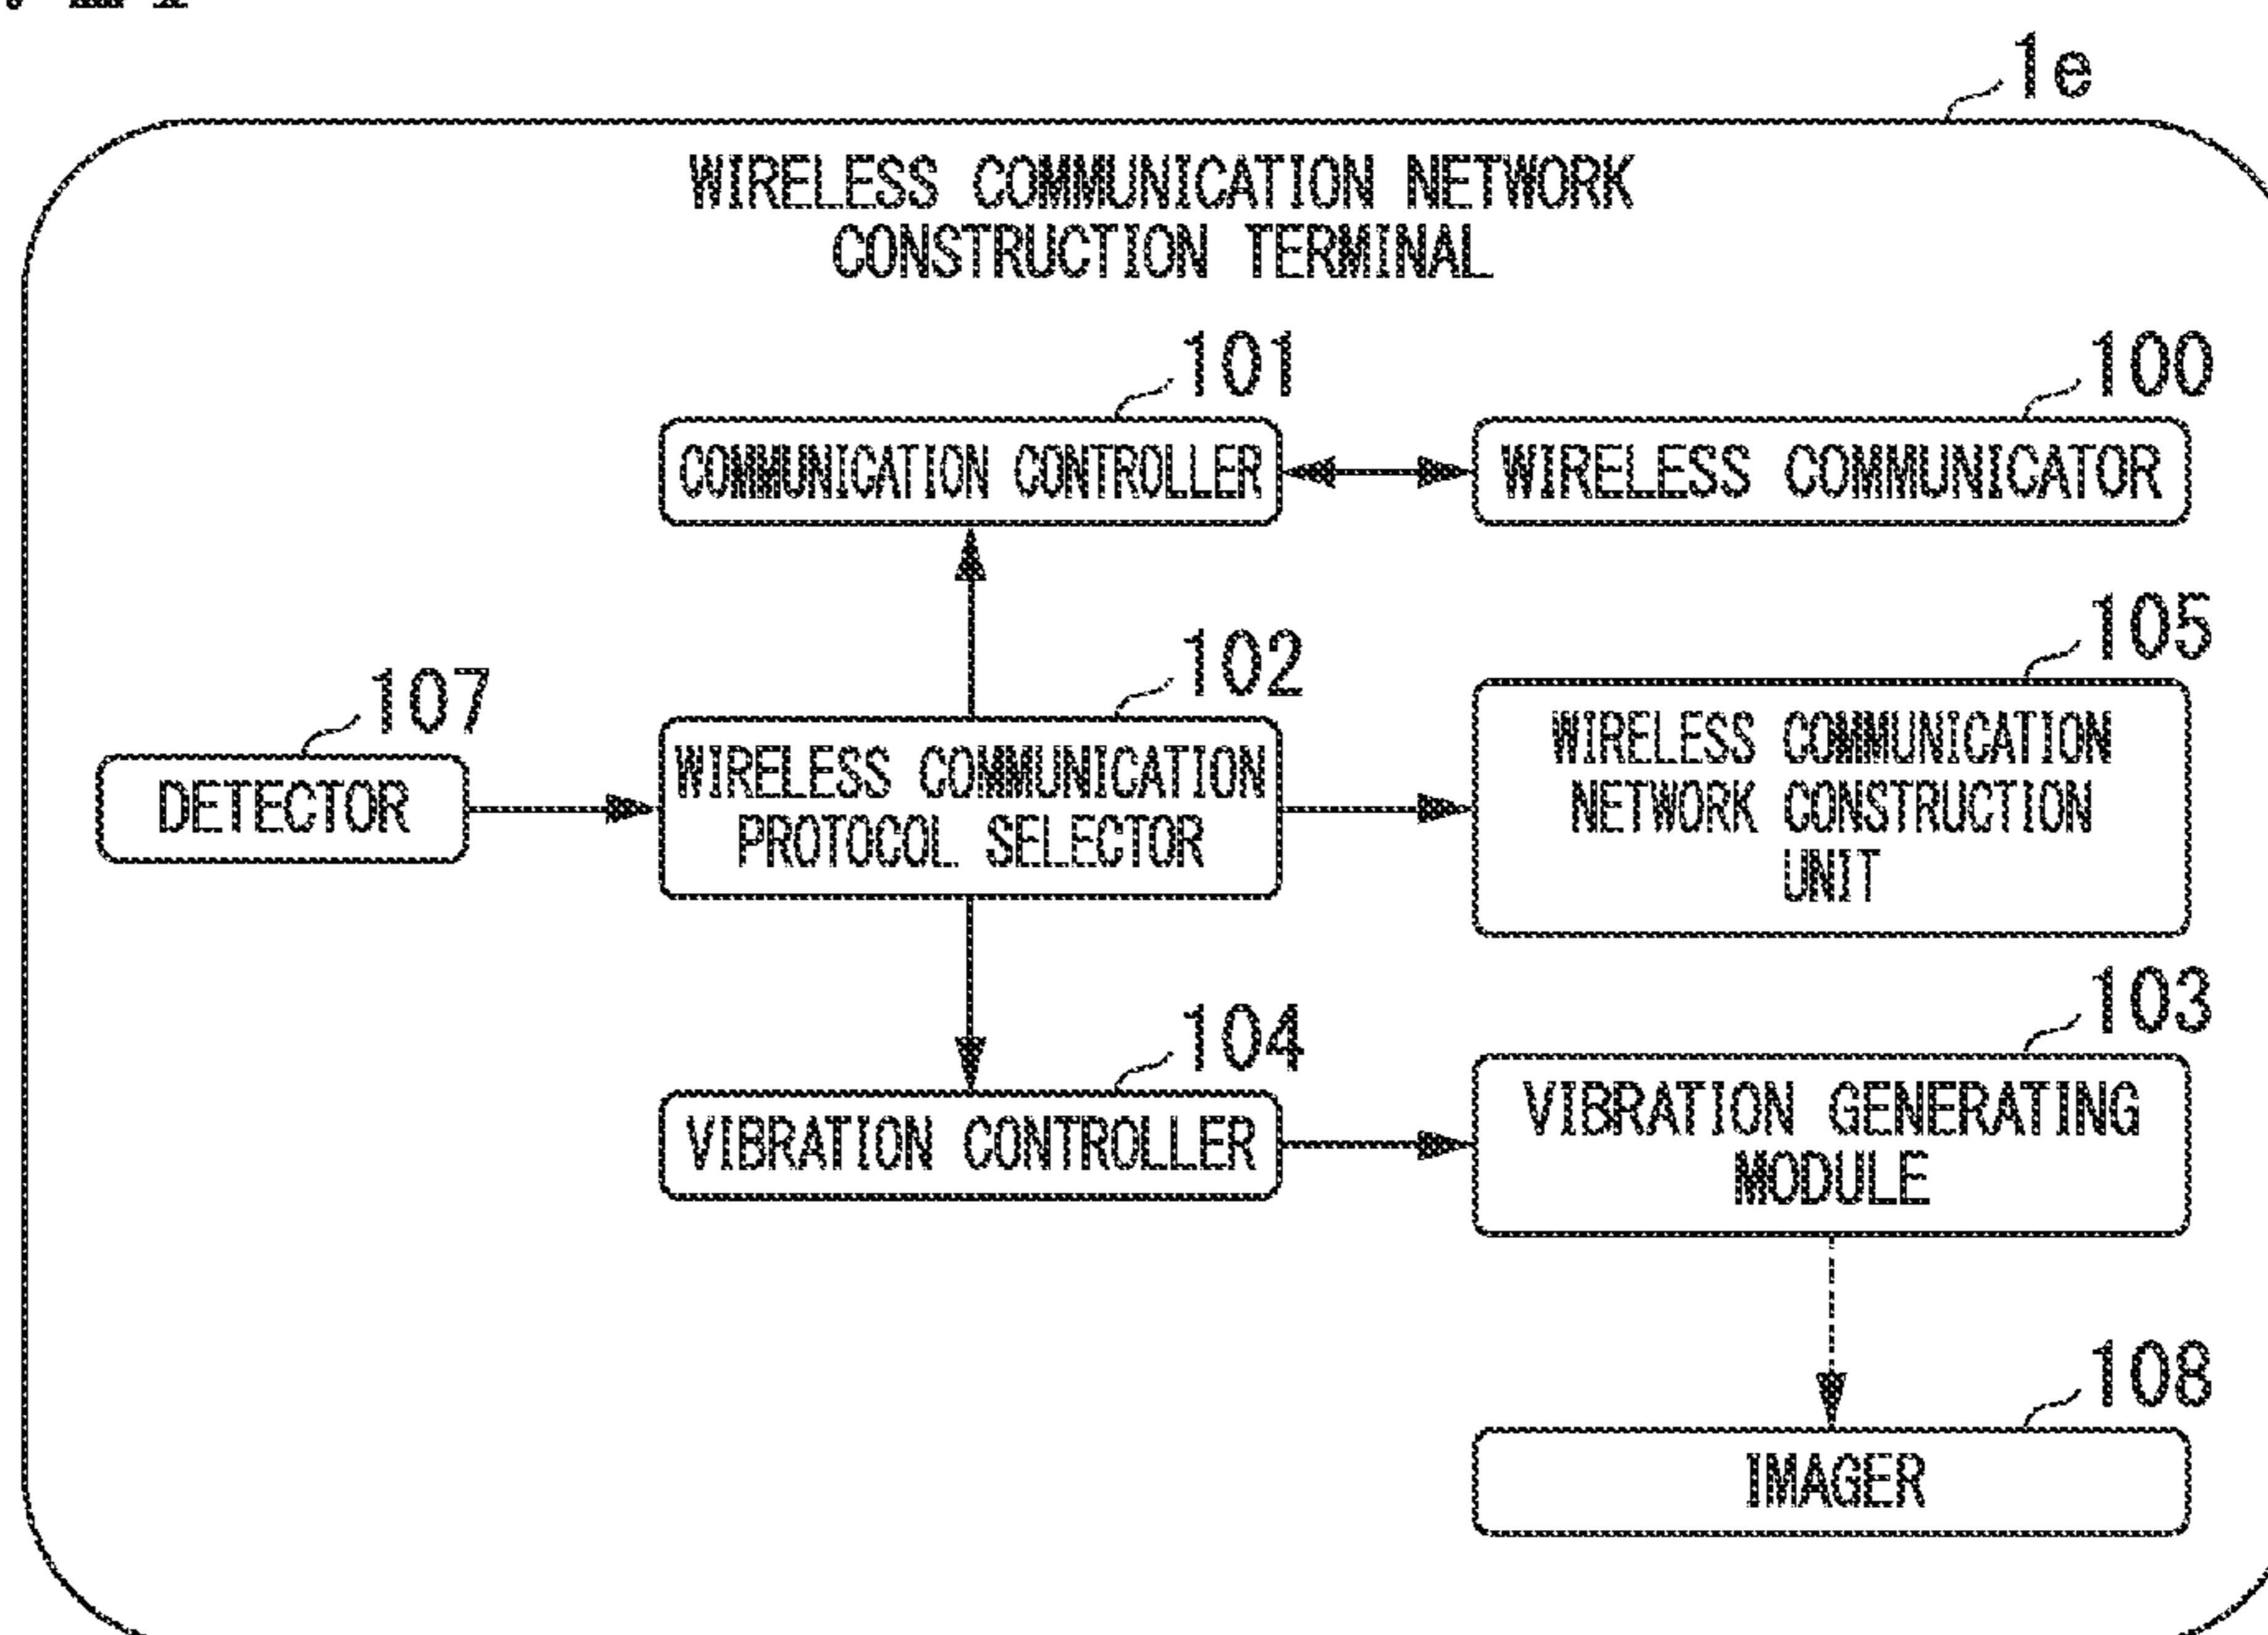 1e
WIRELESS COMMUNICATION NETWORK
CONSTRUCTION TERMINAL
101
100
COMMUNICATION CONTROLLER
WIRELESS COMMUNICATOR
102
105
107
WIRELESS COMMUNICATION
PROTOCOL SELECTOR
WIRELESS COMMUNICATION
NETWORK CONSTRUCTION
UNIT
DETECTOR
104
103
VIBRATION CONTROLLER
VIBRATION GENERATING
MODULE
108
IMAGER